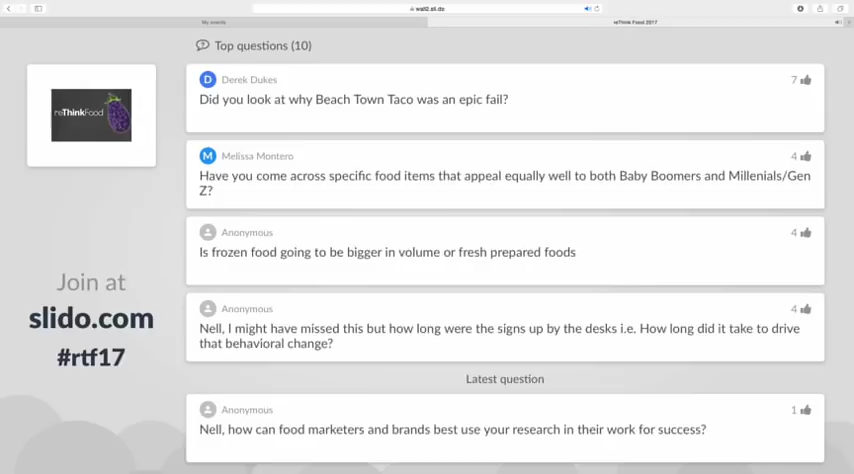 wall2.sli.do
My events
reThink Food 2017
Top questions (10)
reThinkFood
D Derek Dukes 7
Did you look at why Beach Town Taco was an epic fail?
M Melissa Montero 4
Have you come across specific food items that appeal equally well to both Baby Boomers and Millenials/Gen
Z?
Anonymous 4
Is frozen food going to be bigger in volume or fresh prepared foods
Anonymous 4
Nell, I might have missed this but how long were the signs up by the desks i.e. How long did it take to drive
that behavioral change?
Join at
slido.com
#rtf17
Latest question
Anonymous 1
Nell, how can food marketers and brands best use your research in their work for success?